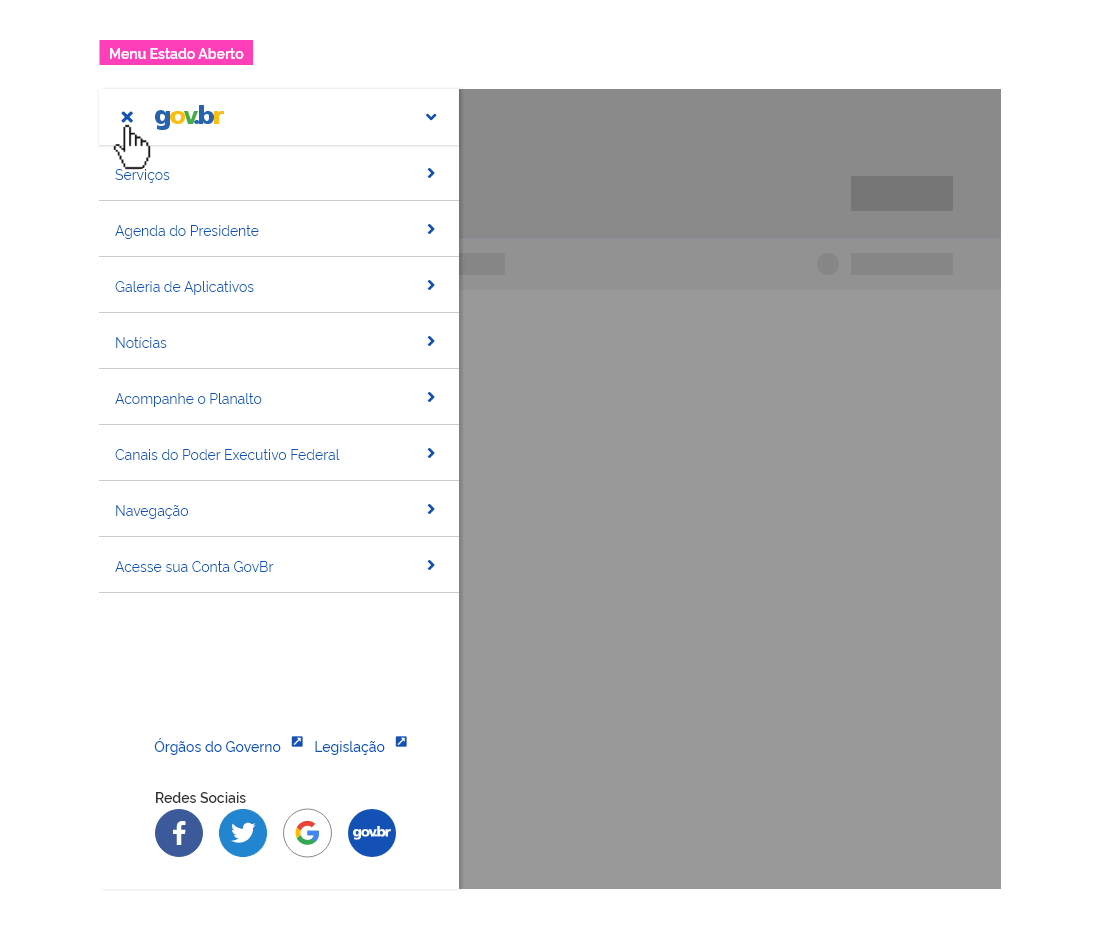 Menu Estado Aberto
gov.br
Serviços
Agenda do Presidente
Galeria de Aplicativos
Notícias
Acompanhe o Planalto
Canais do Poder Executivo Federal
Navegação
Acesse sua Conta GovBr
Órgãos do Governo Legislação
Redes Sociais
gov.br